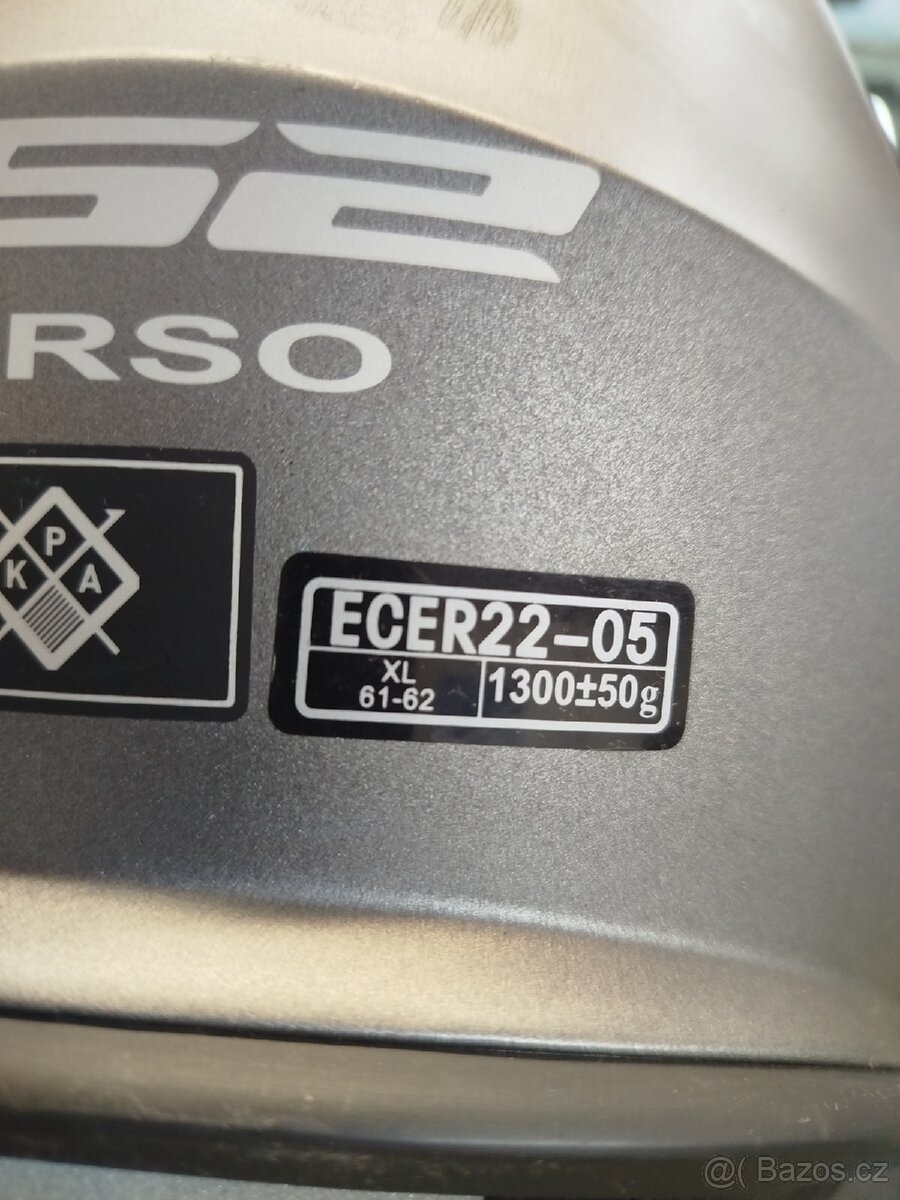 S2
RSO
P
K A
ECER22-05
XL
61-62
1300±50g
@( Bazos.cz